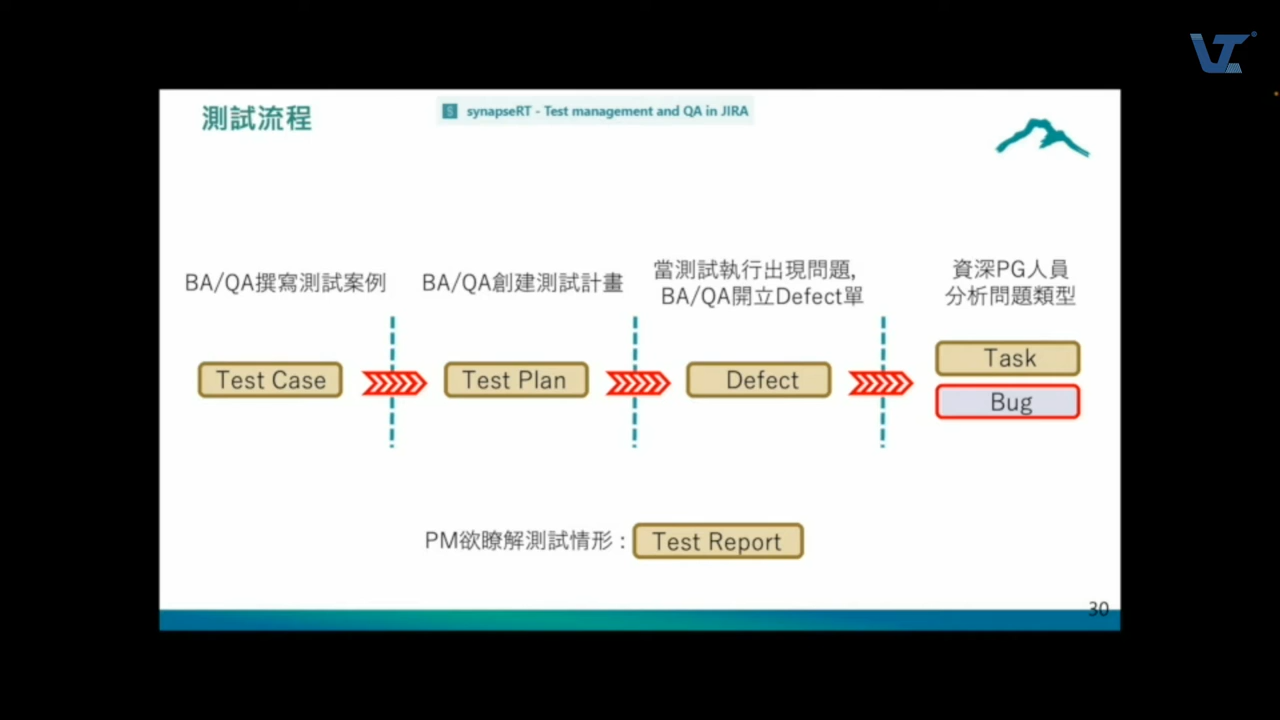 測試流程
synapseRT - Test management and QA in JIRA
BA/QA撰寫測試案例
BA/QA創建測試計畫
當測試執行出現問題,
BA/QA開立Defect單
資深PG人員
分析問題類型
Test Case
Test Plan
Defect
Task
Bug
PM欲瞭解測試情形：
Test Report
30